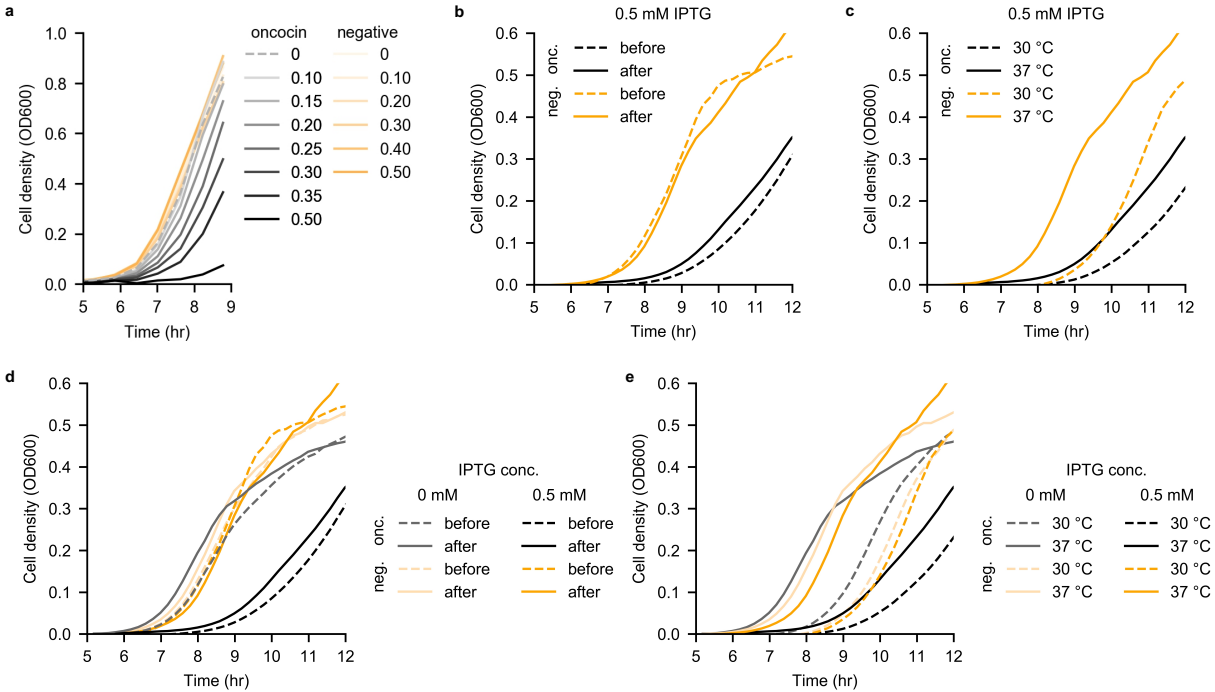 a
Cell density (OD600)
1.0
0.8
0.6
0.4
0.2
0.0
5 6 7 8 9
Time (hr)
oncocin negative
0 0
0.10 0.10
0.15 0.20
0.20 0.30
0.25 0.40
0.30 0.50
0.35
0.50
b
0.5 mM IPTG
Cell density (OD600)
0.6
0.5
0.4
0.3
0.2
0.1
0.0
5 6 7 8 9 10 11 12
Time (hr)
onc.
before
after
neg.
before
after
c
0.5 mM IPTG
Cell density (OD600)
0.6
0.5
0.4
0.3
0.2
0.1
0.0
5 6 7 8 9 10 11 12
Time (hr)
onc.
30 °C
37 °C
neg.
30 °C
37 °C
d
Cell density (OD600)
0.6
0.5
0.4
0.3
0.2
0.1
0.0
5 6 7 8 9 10 11 12
Time (hr)
IPTG conc.
0 mM 0.5 mM
onc.
before before
after after
neg.
before before
after after
e
Cell density (OD600)
0.6
0.5
0.4
0.3
0.2
0.1
0.0
5 6 7 8 9 10 11 12
Time (hr)
IPTG conc.
0 mM 0.5 mM
onc.
30 °C 30 °C
37 °C 37 °C
neg.
30 °C 30 °C
37 °C 37 °C